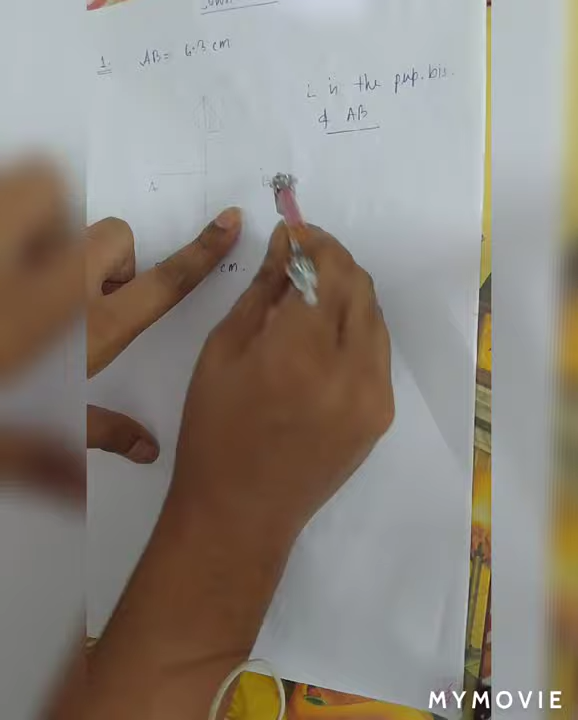 1. AB = 6.3 cm
L is the perp. bis.
of AB
A
cm.
MYMOVIE